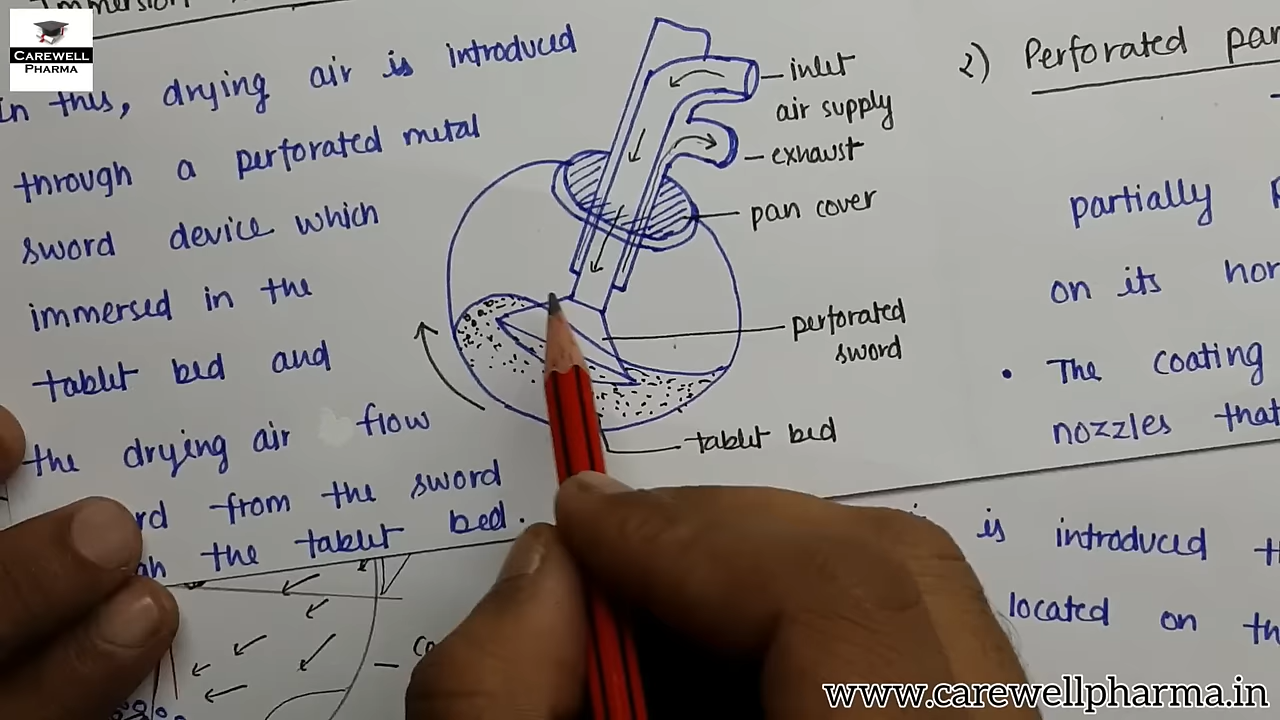 Immersion
CAREWELL
PHARMA
In this, drying air is introduced
through a perforated metal
sword device which
immersed in the
tablet bed and
the drying air flow
from the sword
the tablet bed.
inlet
air supply
exhaust
pan cover
perforated
sword
tablet bed
2) Perforated pan
partially
on its
• The coating
nozzles that
is introduced
located on
www.carewellpharma.in